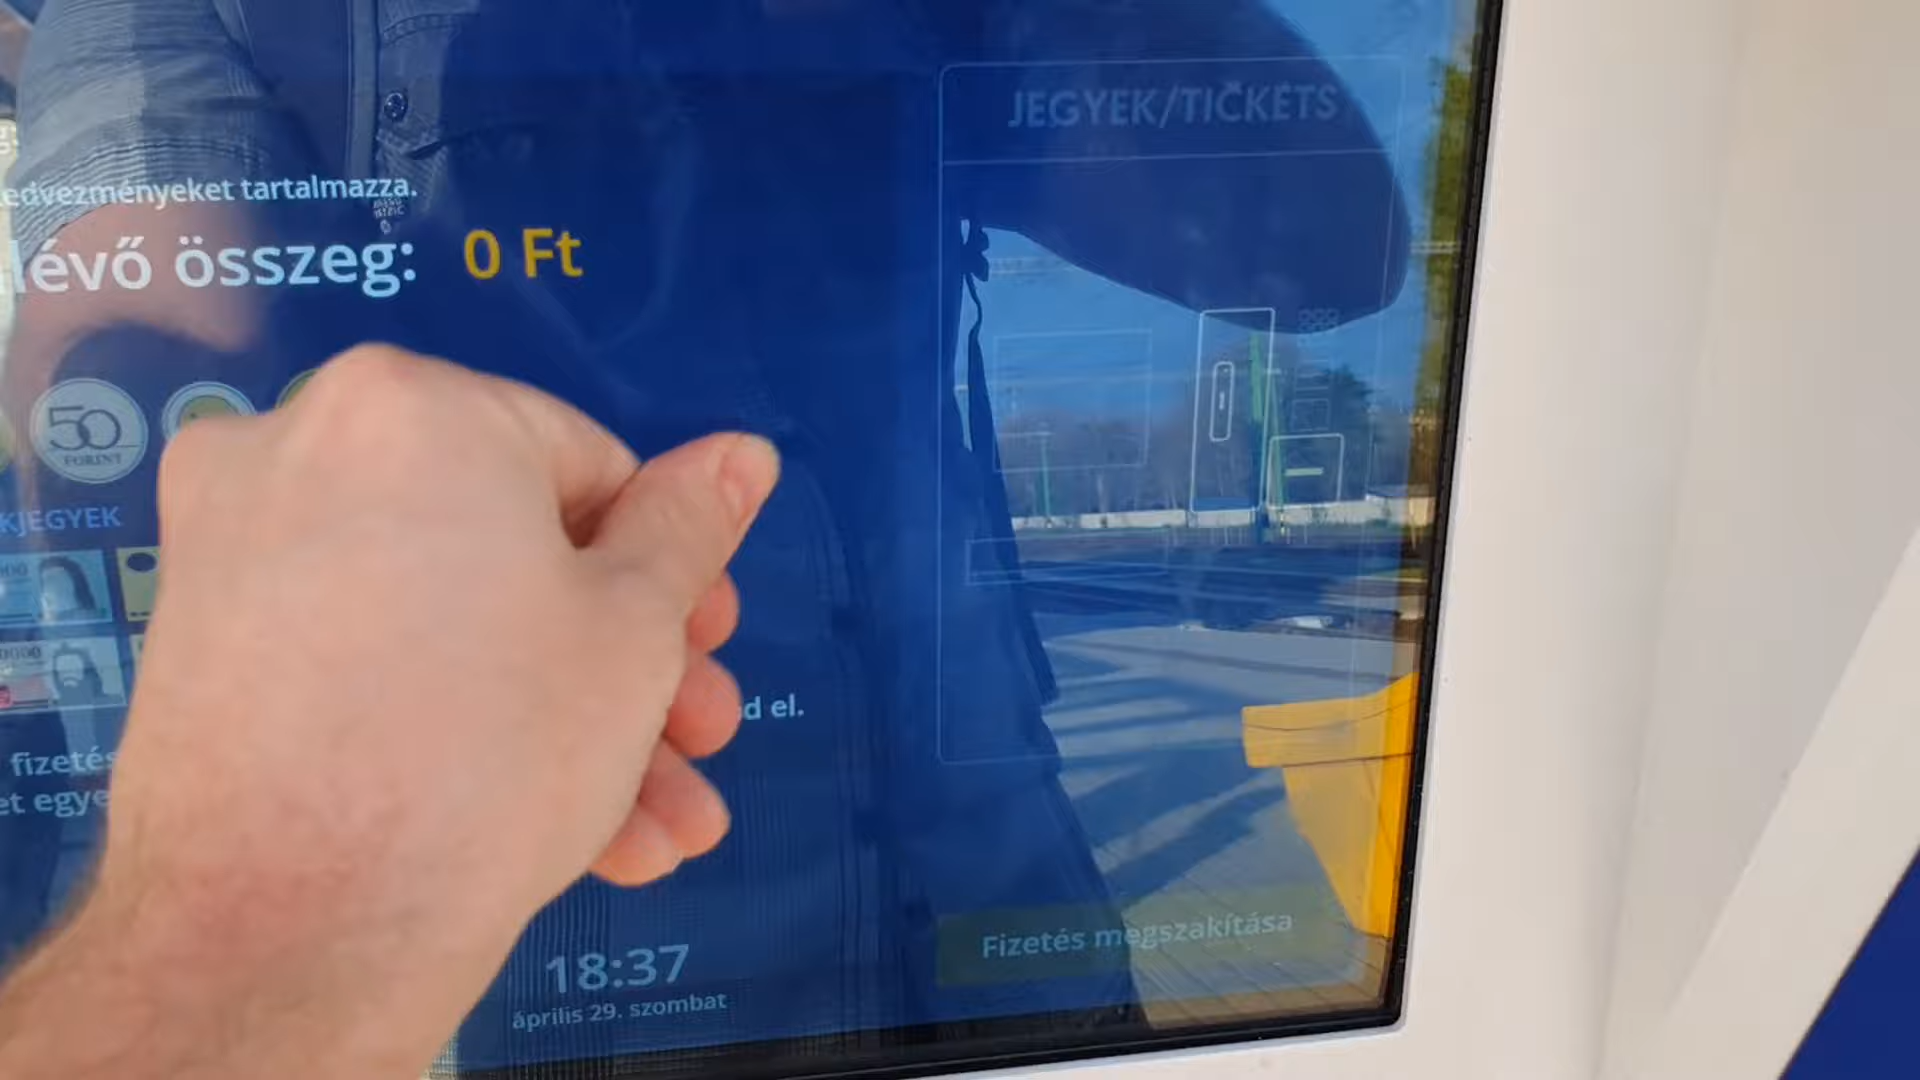 JEGYEK/TICKETS
edvezményeket tartalmazza.
lévő összeg: 0 Ft
50
FORINT
KJEGYEK
d el.
fizetés
et egye
Fizetés megszakítása
18:37
április 29. szombat